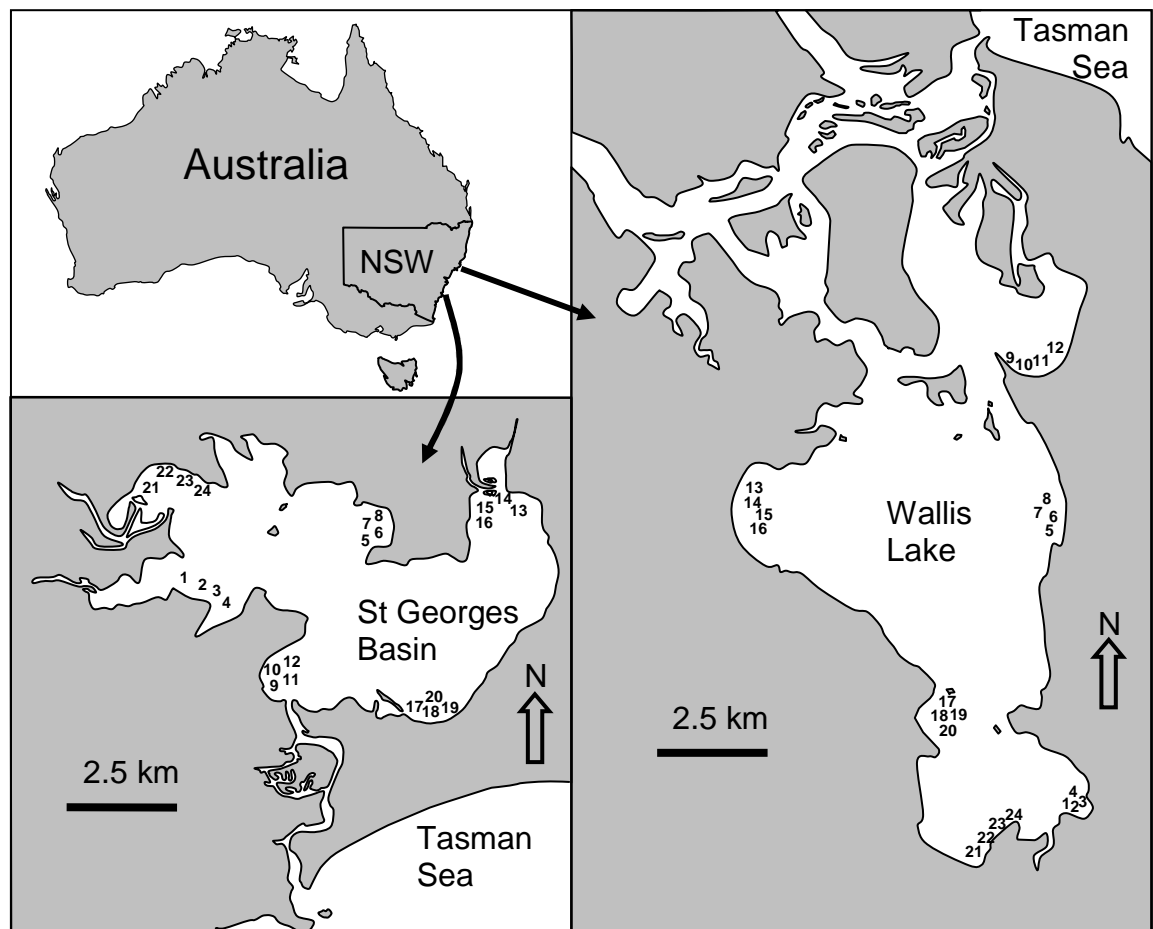 Australia
NSW
Tasman
Sea
9 10 11 12
13
14
15
16
Wallis
Lake
8
7 6
5
N
17
18 19
20
2.5 km
4
1 2 3
24
23
22
21
22
21 23 24
8
7 6
5
14
15 13
16
1 2 3 4
St Georges
Basin
10 12
9 11
20
17 18 19
N
2.5 km
Tasman
Sea